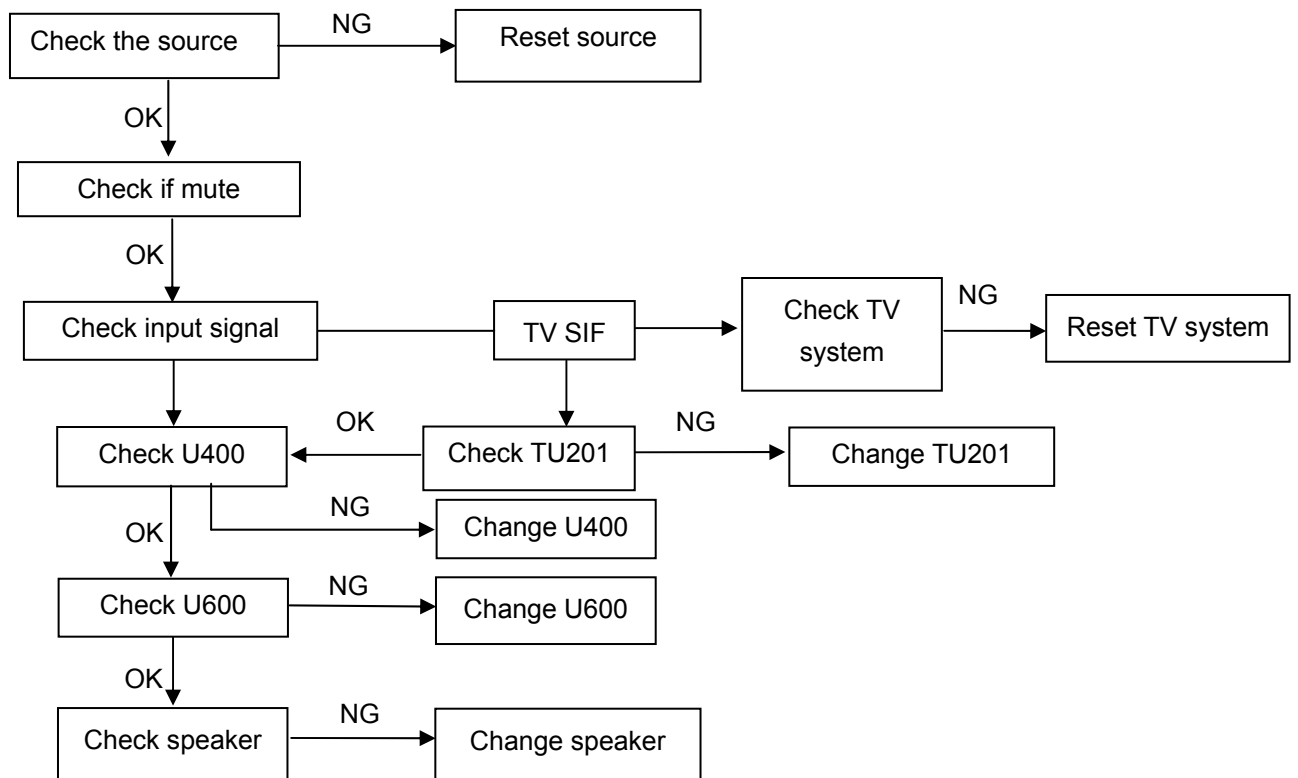 Check the source
NG
Reset source
OK
Check if mute
OK
Check input signal
TV SIF
Check TV
system
NG
Reset TV system
Check U400
OK
Check TU201
NG
Change TU201
NG
Change U400
OK
Check U600
NG
Change U600
OK
Check speaker
NG
Change speaker